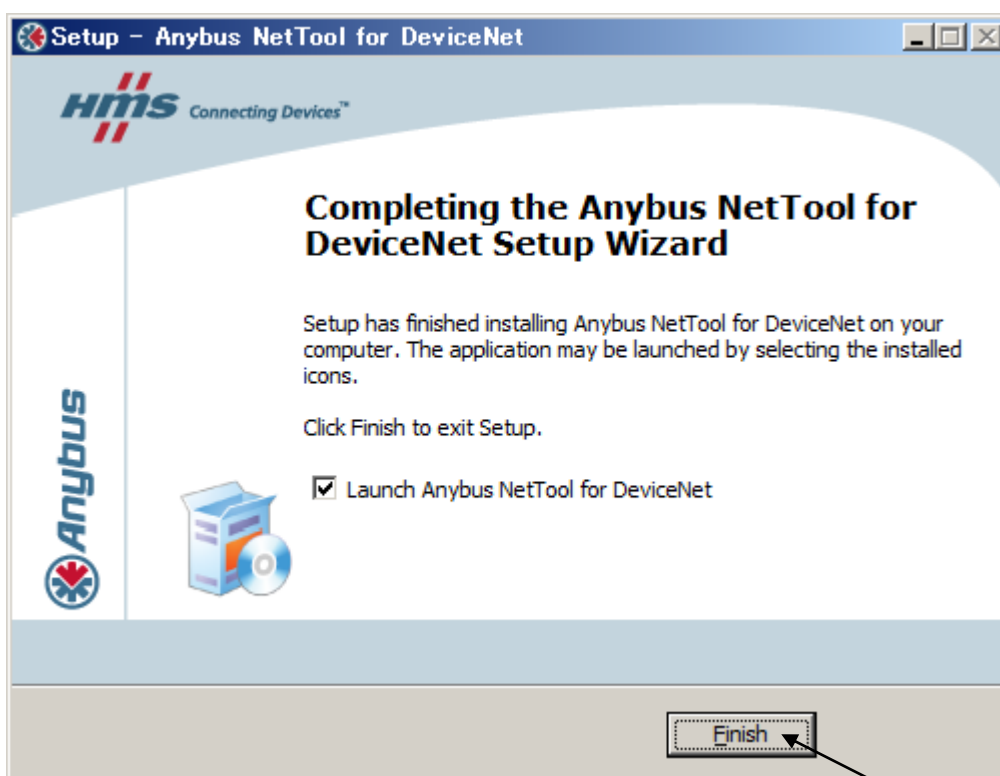 Setup - Anybus NetTool for DeviceNet
HMS Connecting Devices™
Completing the Anybus NetTool for
DeviceNet Setup Wizard
Setup has finished installing Anybus NetTool for DeviceNet on your
computer. The application may be launched by selecting the installed
icons.
Click Finish to exit Setup.
Launch Anybus NetTool for DeviceNet
Anybus
Finish